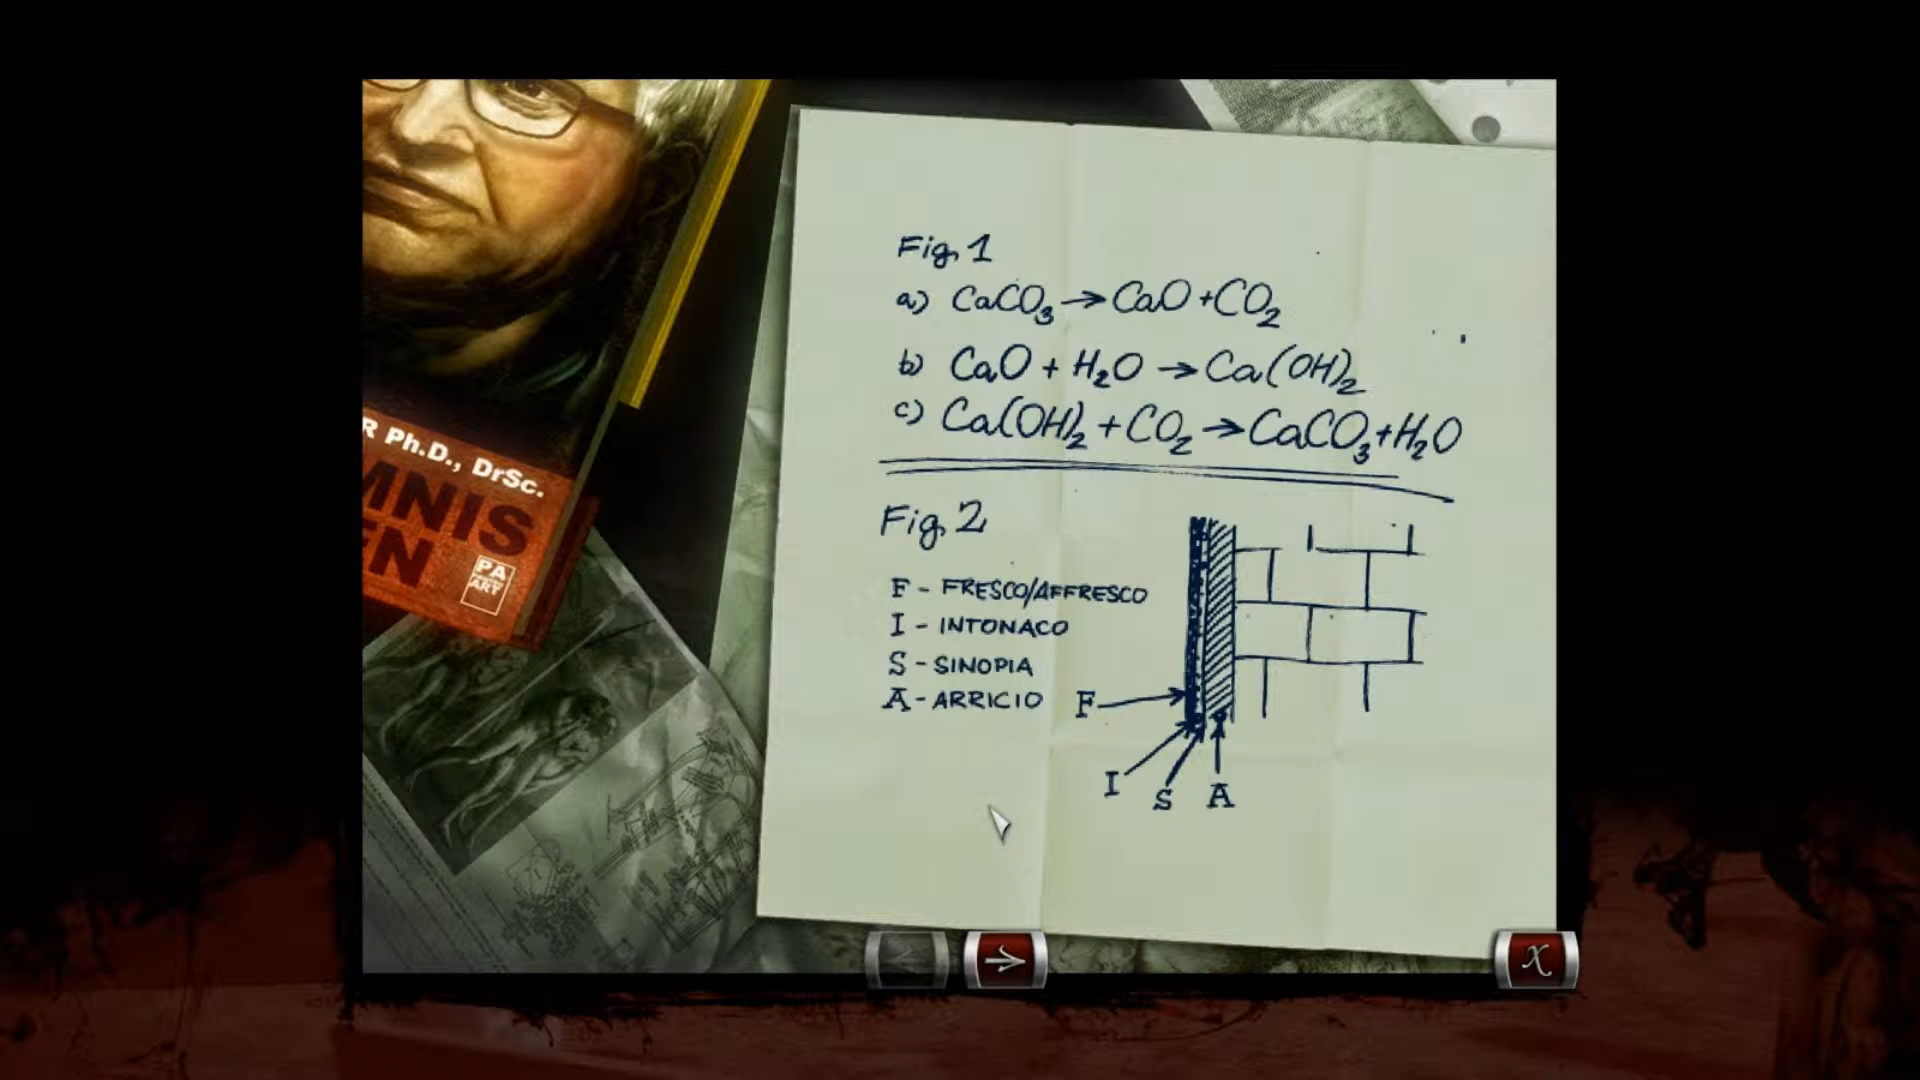 R Ph.D., DrSc.
MNIS
EN
PA
ART
Fig. 1
a) CaCO₃ → CaO + CO₂
b) CaO + H₂O → Ca(OH)₂
c) Ca(OH)₂ + CO₂ → CaCO₃ + H₂O
Fig. 2
F - FRESCO/AFFRESCO
I - INTONACO
S - SINOPIA
A - ARRICIO
F
I
S
A
X